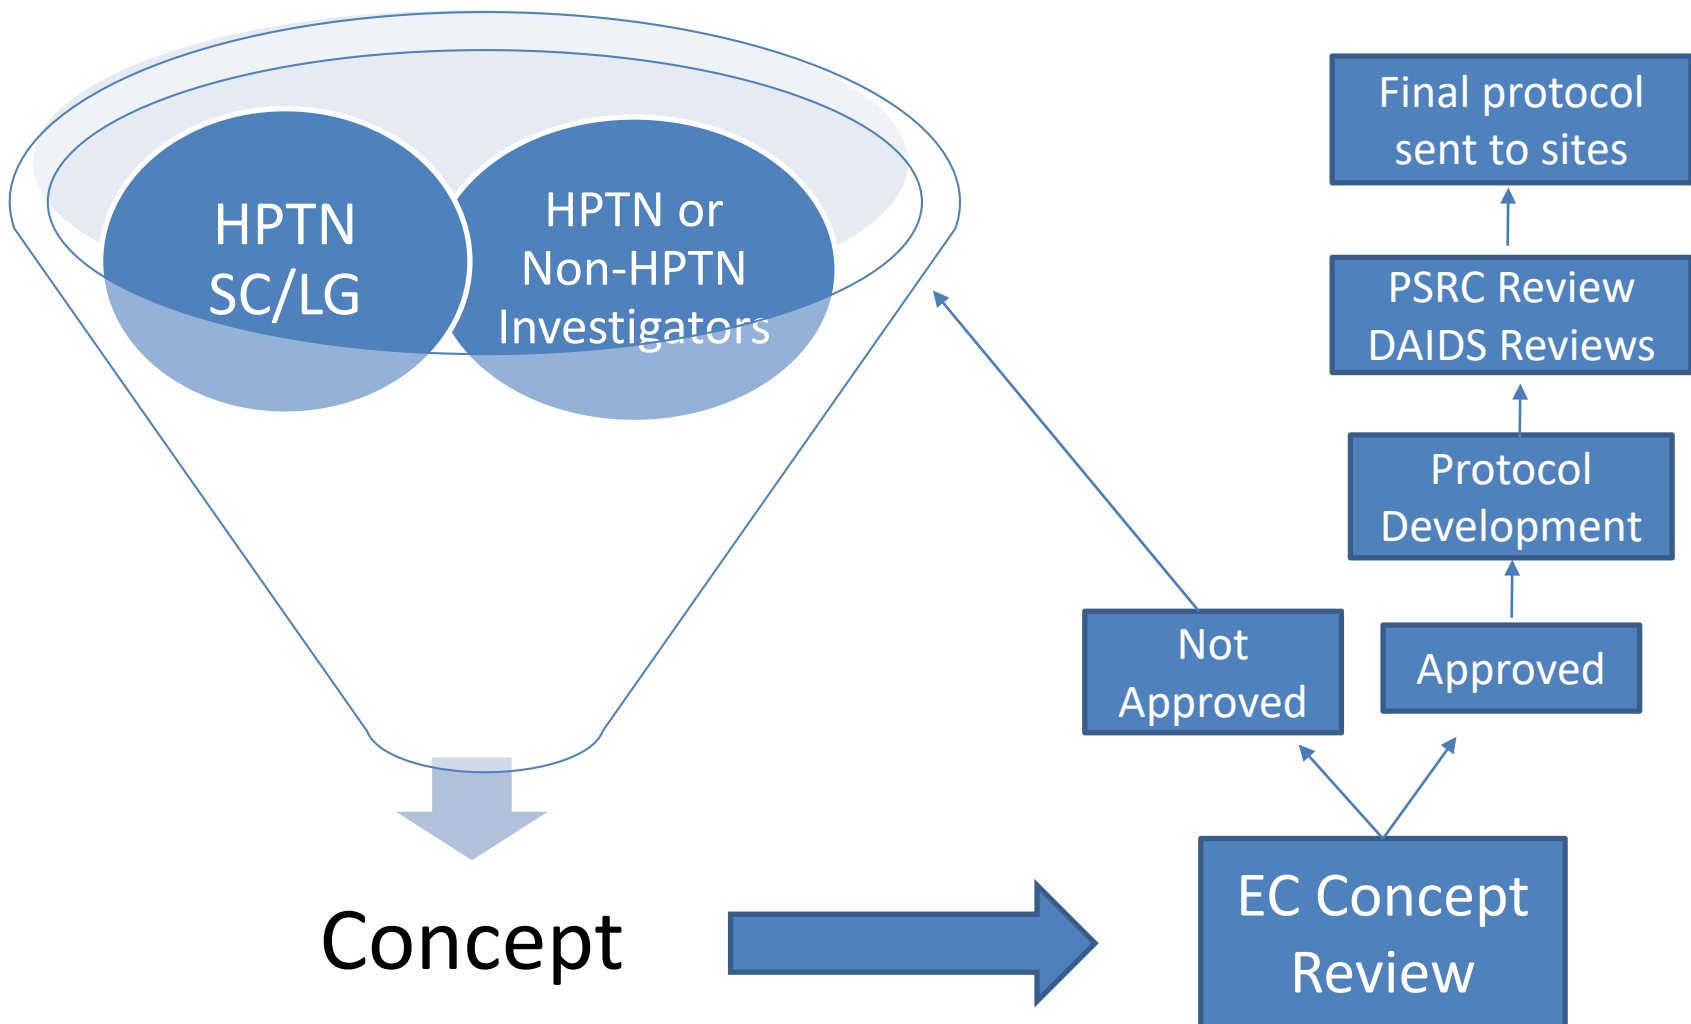 HPTN
SC/LG
HPTN or
Non-HPTN
Investigators
Concept
EC Concept
Review
Not
Approved
Approved
Protocol
Development
PSRC Review
DAIDS Reviews
Final protocol
sent to sites